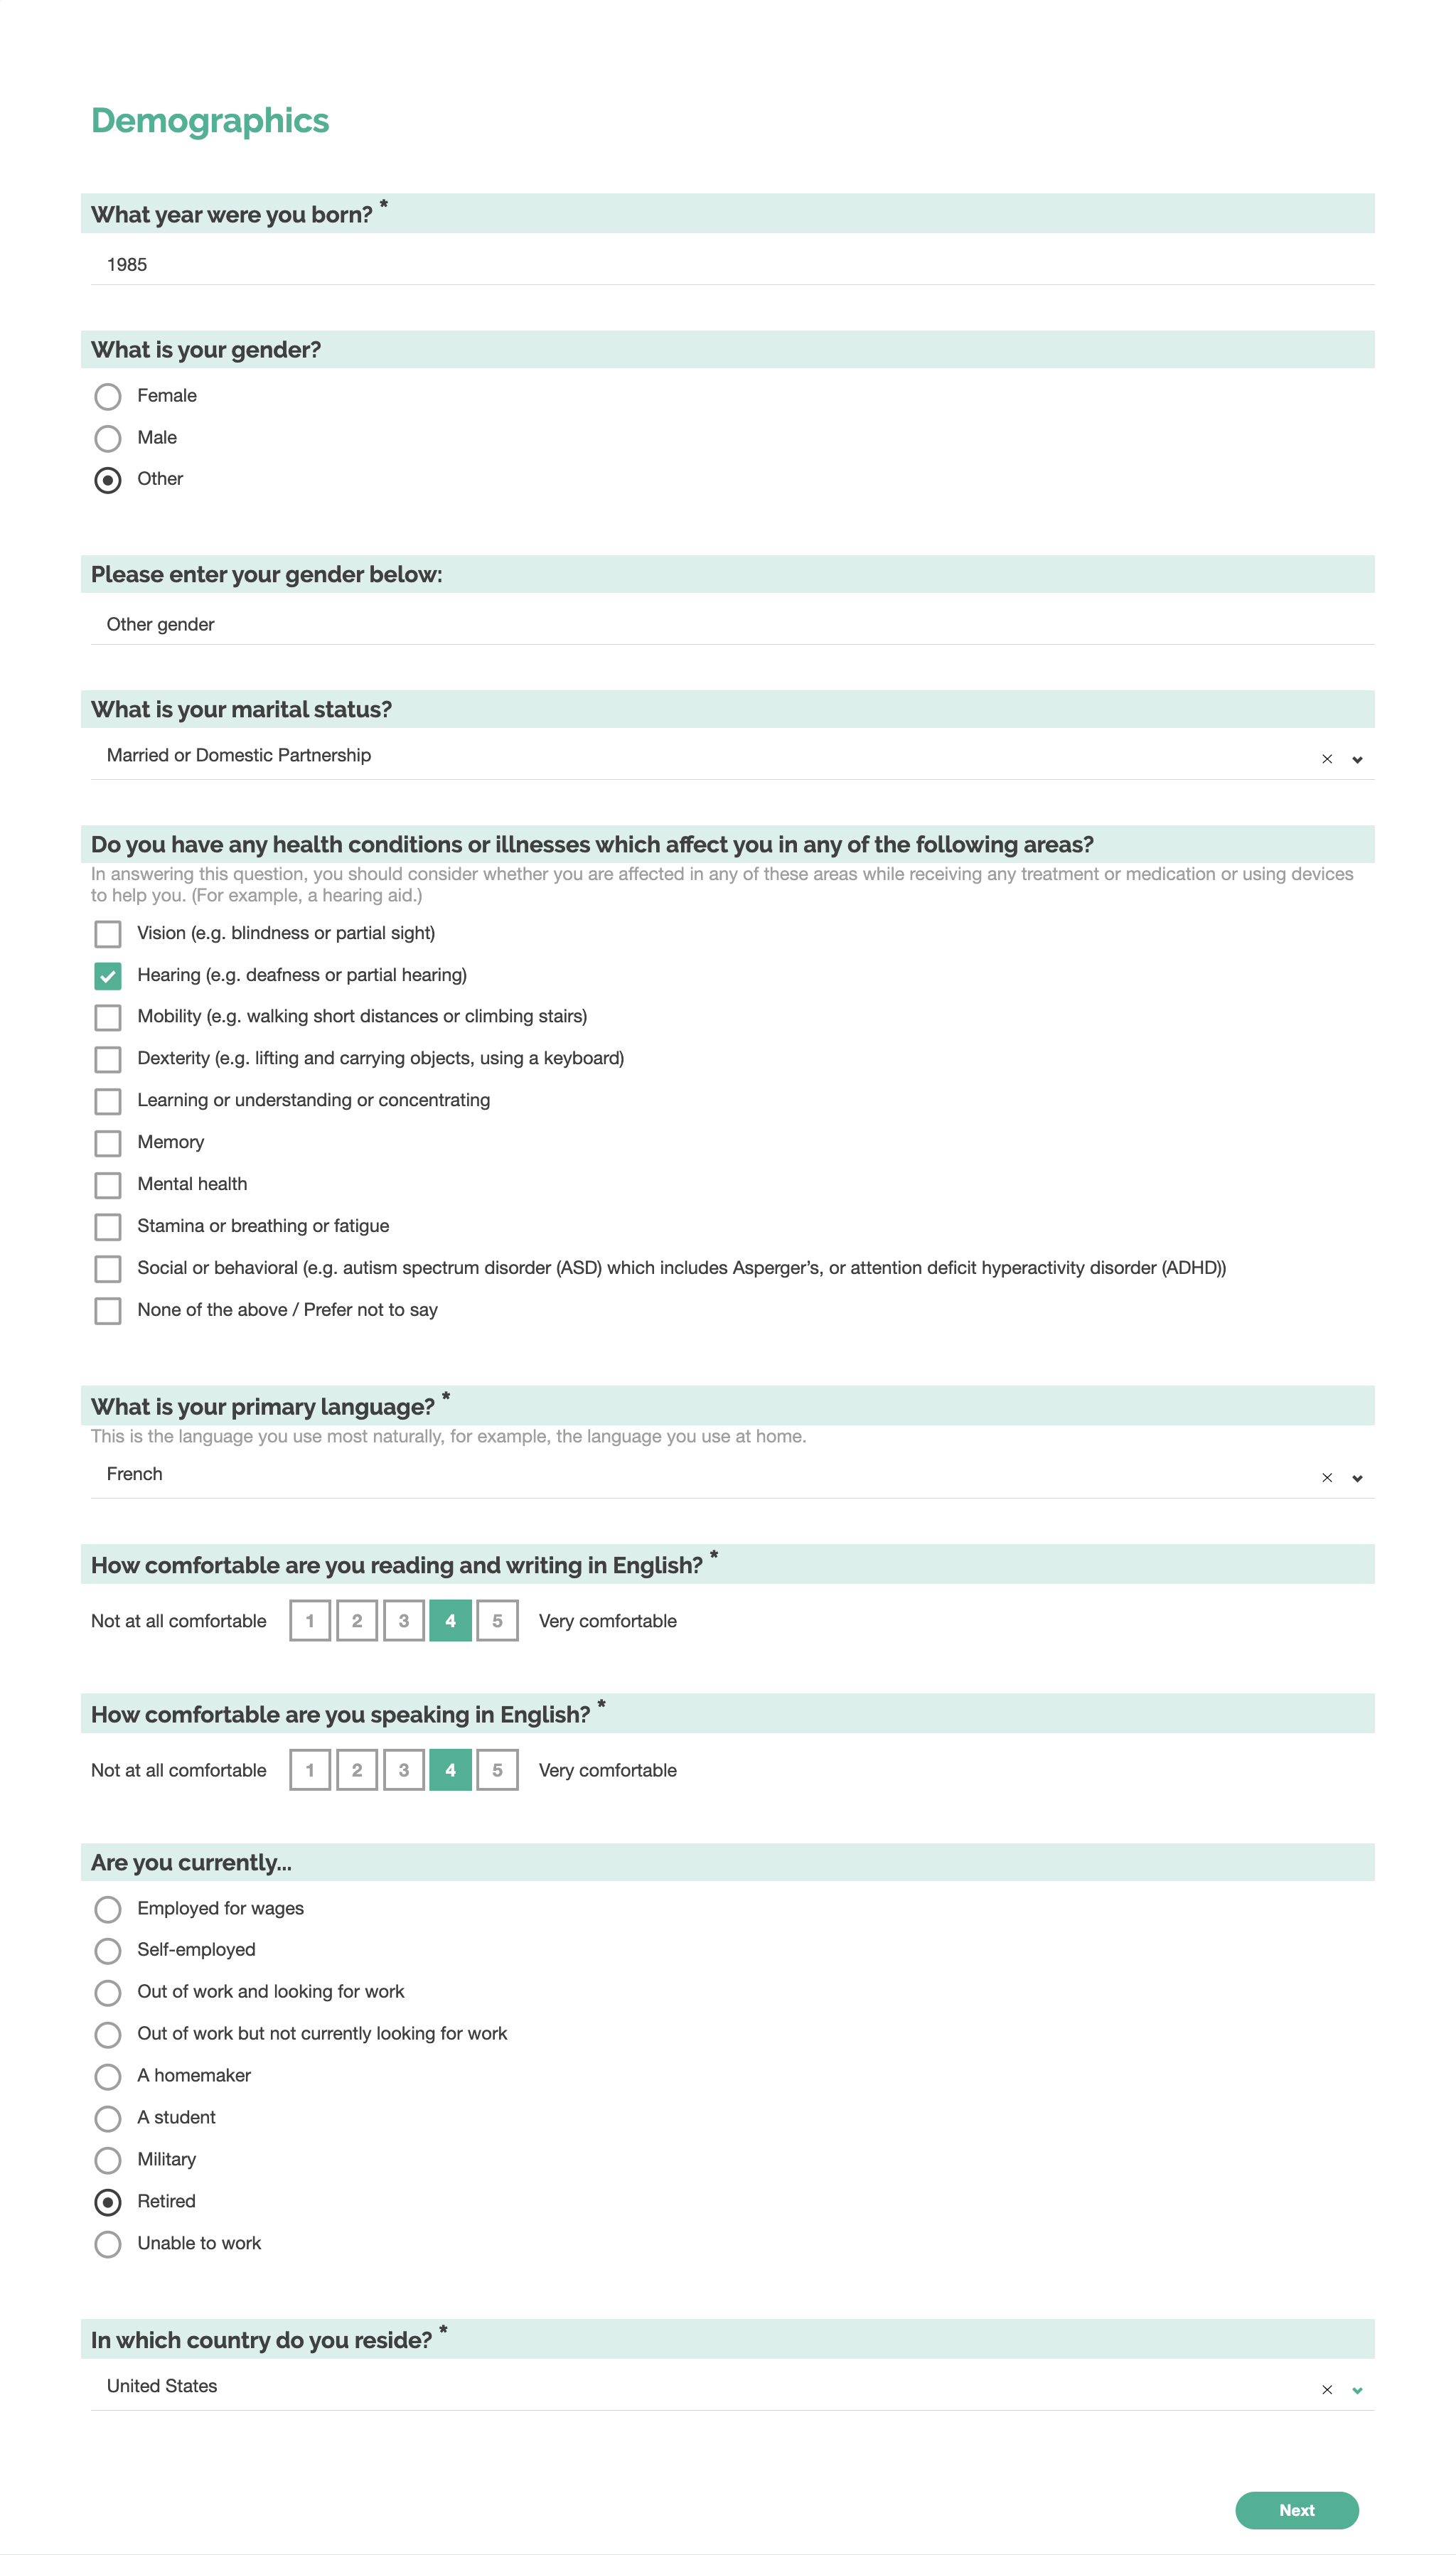 Demographics
What year were you born? *
1985
What is your gender?
Female
Male
Other
Please enter your gender below:
Other gender
What is your marital status?
Married or Domestic Partnership
Do you have any health conditions or illnesses which affect you in any of the following areas?
In answering this question, you should consider whether you are affected in any of these areas while receiving any treatment or medication or using devices
to help you. (For example, a hearing aid.)
Vision (e.g. blindness or partial sight)
Hearing (e.g. deafness or partial hearing)
Mobility (e.g. walking short distances or climbing stairs)
Dexterity (e.g. lifting and carrying objects, using a keyboard)
Learning or understanding or concentrating
Memory
Mental health
Stamina or breathing or fatigue
Social or behavioral (e.g. autism spectrum disorder (ASD) which includes Asperger’s, or attention deficit hyperactivity disorder (ADHD))
None of the above / Prefer not to say
What is your primary language? *
This is the language you use most naturally, for example, the language you use at home.
French
How comfortable are you reading and writing in English? *
Not at all comfortable 1 2 3 4 5 Very comfortable
How comfortable are you speaking in English? *
Not at all comfortable 1 2 3 4 5 Very comfortable
Are you currently...
Employed for wages
Self-employed
Out of work and looking for work
Out of work but not currently looking for work
A homemaker
A student
Military
Retired
Unable to work
In which country do you reside? *
United States
Next